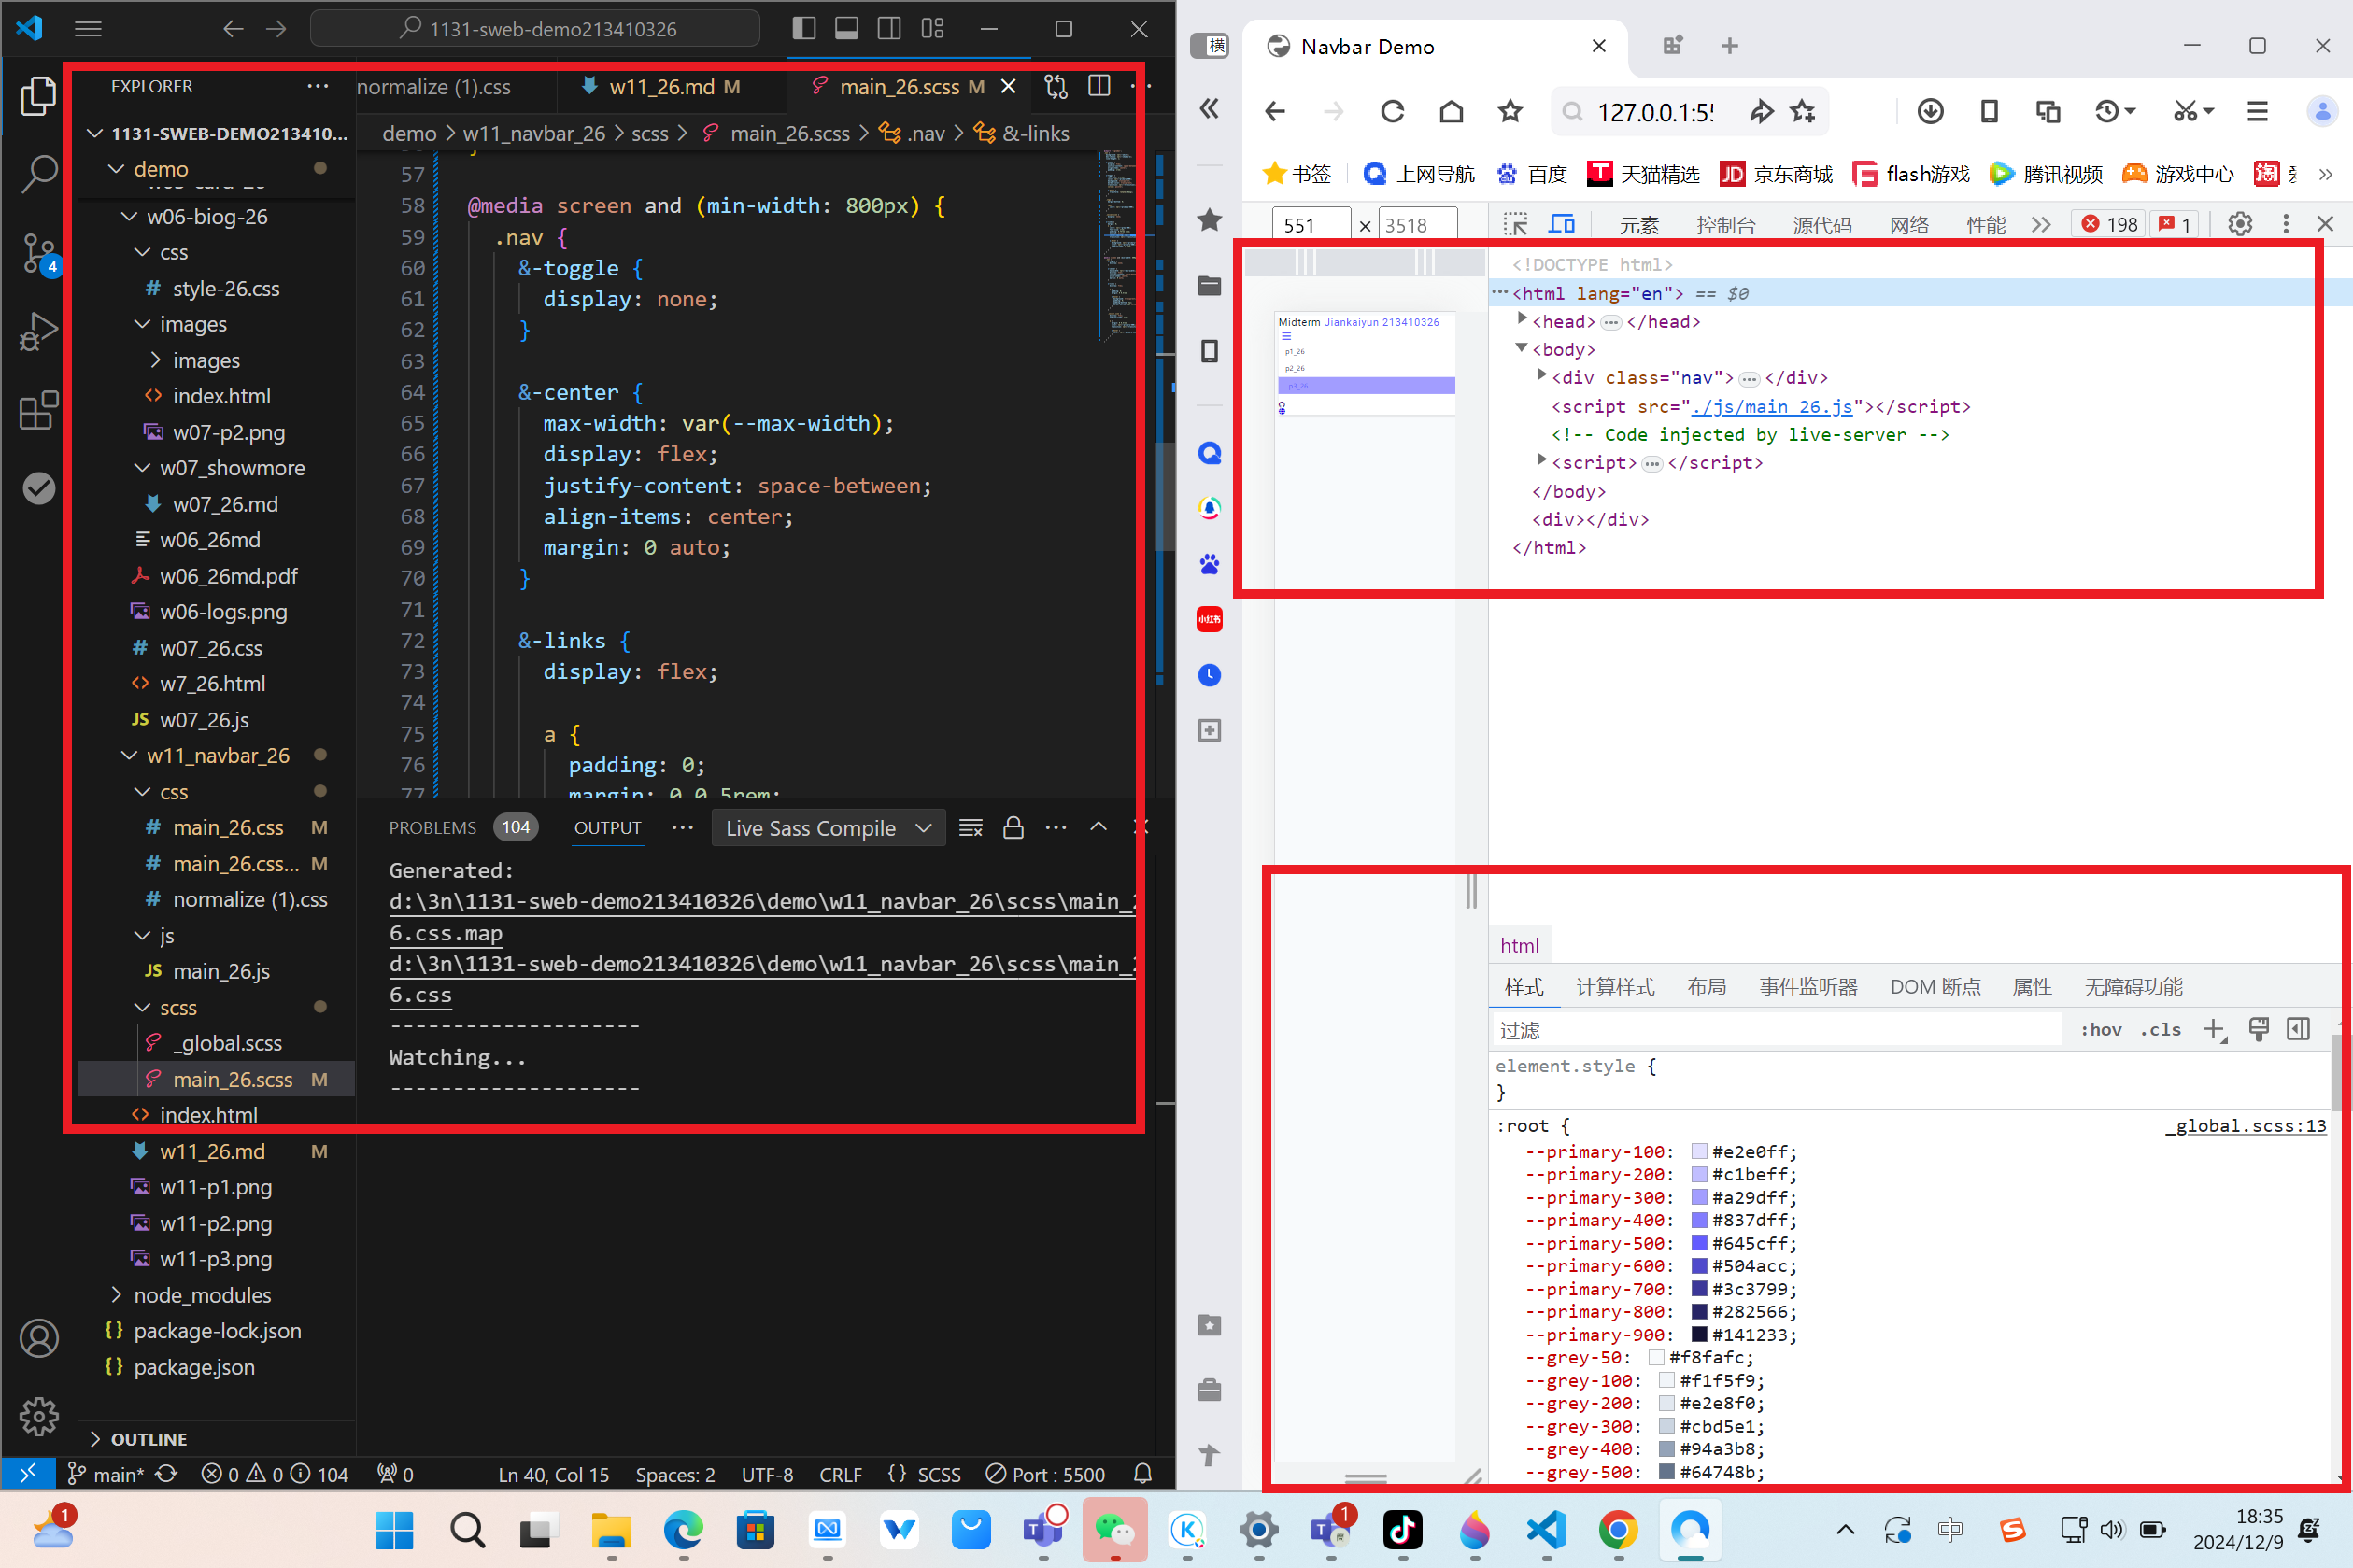 1131-sweb-demo213410326
EXPLORER
1131-SWEB-DEMO213410...
demo
w06-biog-26
css
style-26.css
images
images
index.html
w07-p2.png
w07_showmore
w07_26.md
w06_26md
w06_26md.pdf
w06-logs.png
w07_26.css
w7_26.html
w07_26.js
w11_navbar_26
css
main_26.css M
main_26.css... M
normalize (1).css
js
main_26.js
scss
_global.scss
main_26.scss M
index.html
w11_26.md M
w11-p1.png
w11-p2.png
w11-p3.png
node_modules
package-lock.json
package.json
OUTLINE
4
normalize (1).css
w11_26.md M
main_26.scss M
demo > w11_navbar_26 > scss > main_26.scss > .nav > &-links
57
58 @media screen and (min-width: 800px) {
59 .nav {
60 &-toggle {
61 display: none;
62 }
63
64 &-center {
65 max-width: var(--max-width);
66 display: flex;
67 justify-content: space-between;
68 align-items: center;
69 margin: 0 auto;
70 }
71
72 &-links {
73 display: flex;
74
75 a {
76 padding: 0;
77 margin: 0 0.5rem;
PROBLEMS 104 OUTPUT ... Live Sass Compile
Generated:
d:\3n\1131-sweb-demo213410326\demo\w11_navbar_26\scss\main_2
6.css.map
d:\3n\1131-sweb-demo213410326\demo\w11_navbar_26\scss\main_2
6.css
--------------------
Watching...
--------------------
main* 0 0 104 0 Ln 40, Col 15 Spaces: 2 UTF-8 CRLF {} SCSS Port : 5500
横
Navbar Demo
127.0.0.1:5
书签 上网导航 百度 天猫精选 京东商城 flash游戏 腾讯视频 游戏中心
551 × 3518 元素 控制台 源代码 网络 性能 198 1
小红书
Midterm Jiankaiyun 213410326
p1_26
p2_26
p3_26
<!DOCTYPE html>
<html lang="en"> == $0
<head> ... </head>
<body>
<div class="nav"> ... </div>
<script src="./js/main_26.js"></script>
<!-- Code injected by live-server -->
<script> ... </script>
</body>
<div></div>
</html>
html
样式 计算样式 布局 事件监听器 DOM 断点 属性 无障碍功能
过滤 :hov .cls
element.style {
}
:root { _global.scss:13
--primary-100: #e2e0ff;
--primary-200: #c1beff;
--primary-300: #a29dff;
--primary-400: #837dff;
--primary-500: #645cff;
--primary-600: #504acc;
--primary-700: #3c3799;
--primary-800: #282566;
--primary-900: #141233;
--grey-50: #f8fafc;
--grey-100: #f1f5f9;
--grey-200: #e2e8f0;
--grey-300: #cbd5e1;
--grey-400: #94a3b8;
--grey-500: #64748b;
1
1
中
18:35
2024/12/9